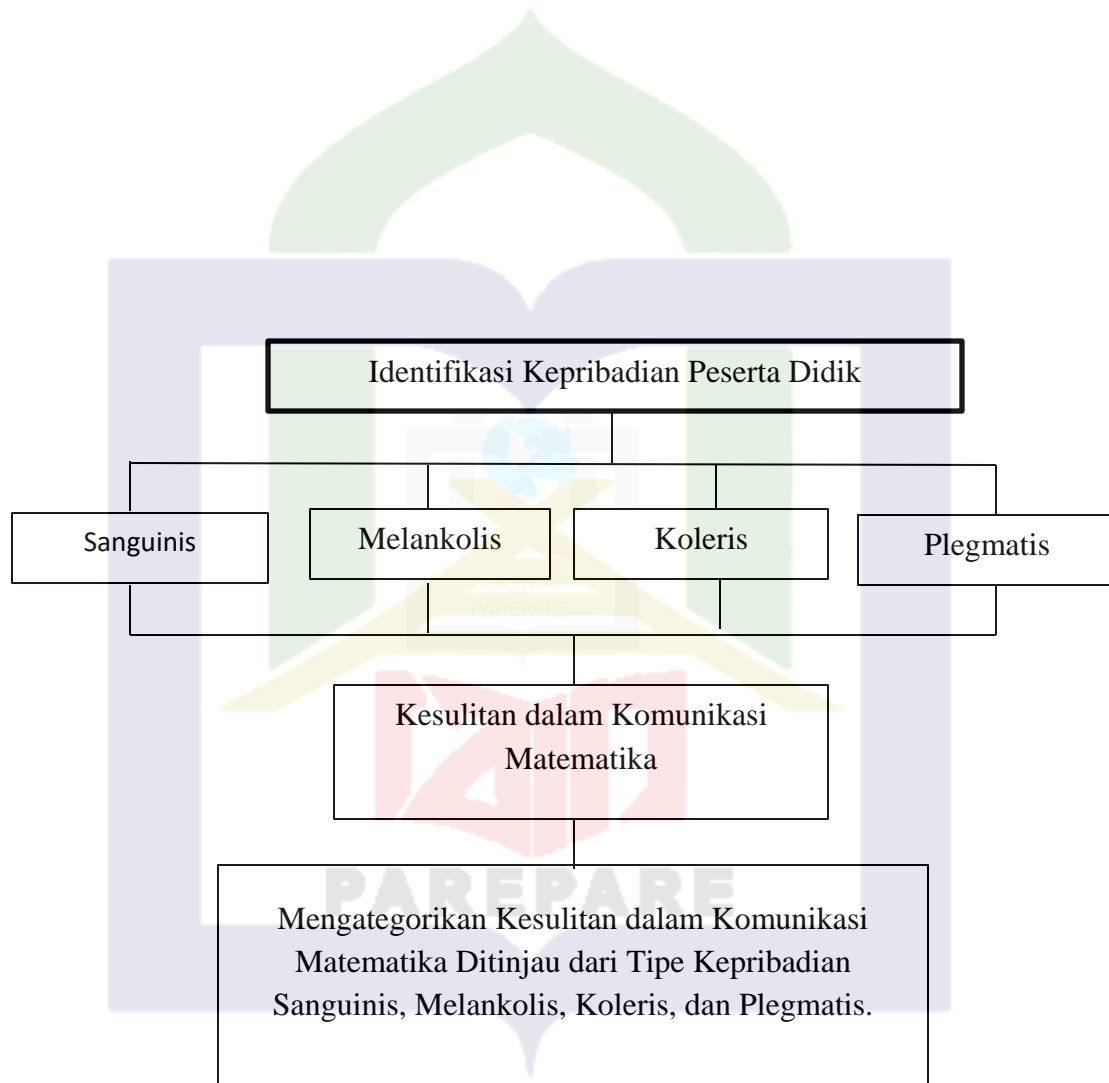 Identifikasi Kepribadian Peserta Didik
Sanguinis
Melankolis
Koleris
Plegmatis
PAREPARE
Kesulitan dalam Komunikasi
Matematika
PAREPARE
Mengategorikan Kesulitan dalam Komunikasi
Matematika Ditinjau dari Tipe Kepribadian
Sanguinis, Melankolis, Koleris, dan Plegmatis.